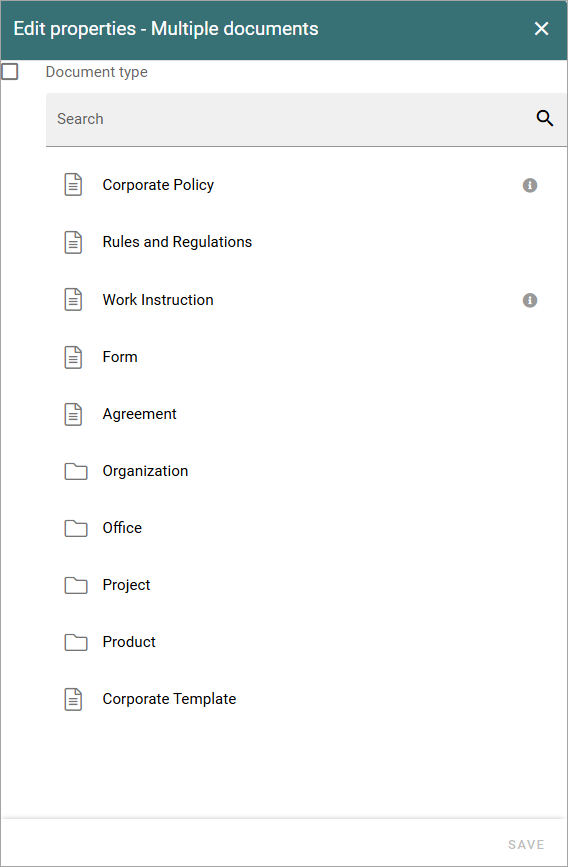 Edit properties - Multiple documents
Document type
Search
Corporate Policy
Rules and Regulations
Work Instruction
Form
Agreement
Organization
Office
Project
Product
Corporate Template
SAVE